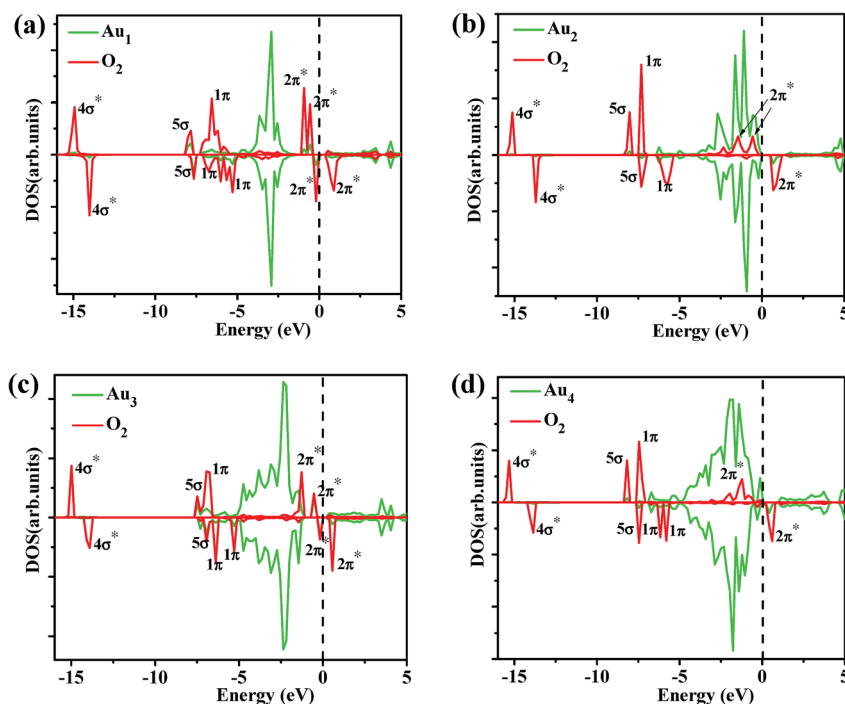 (a)
Au1
O2
4σ*
5σ
1π
2π*
2π*
4σ*
5σ
1π
1π
2π*
2π*
DOS(arb.units)
-15
-10
-5
0
5
Energy (eV)
(b)
Au2
O2
4σ*
5σ
1π
2π*
4σ*
5σ
1π
2π*
DOS(arb.units)
-15
-10
-5
0
5
Energy (eV)
(c)
Au3
O2
4σ*
5σ
1π
2π*
2π*
4σ*
5σ
1π
1π
2π*
2π*
DOS(arb.units)
-15
-10
-5
0
5
Energy (eV)
(d)
Au4
O2
4σ*
5σ
1π
2π*
4σ*
5σ
1π
1π
2π*
DOS(arb.units)
-15
-10
-5
0
5
Energy (eV)